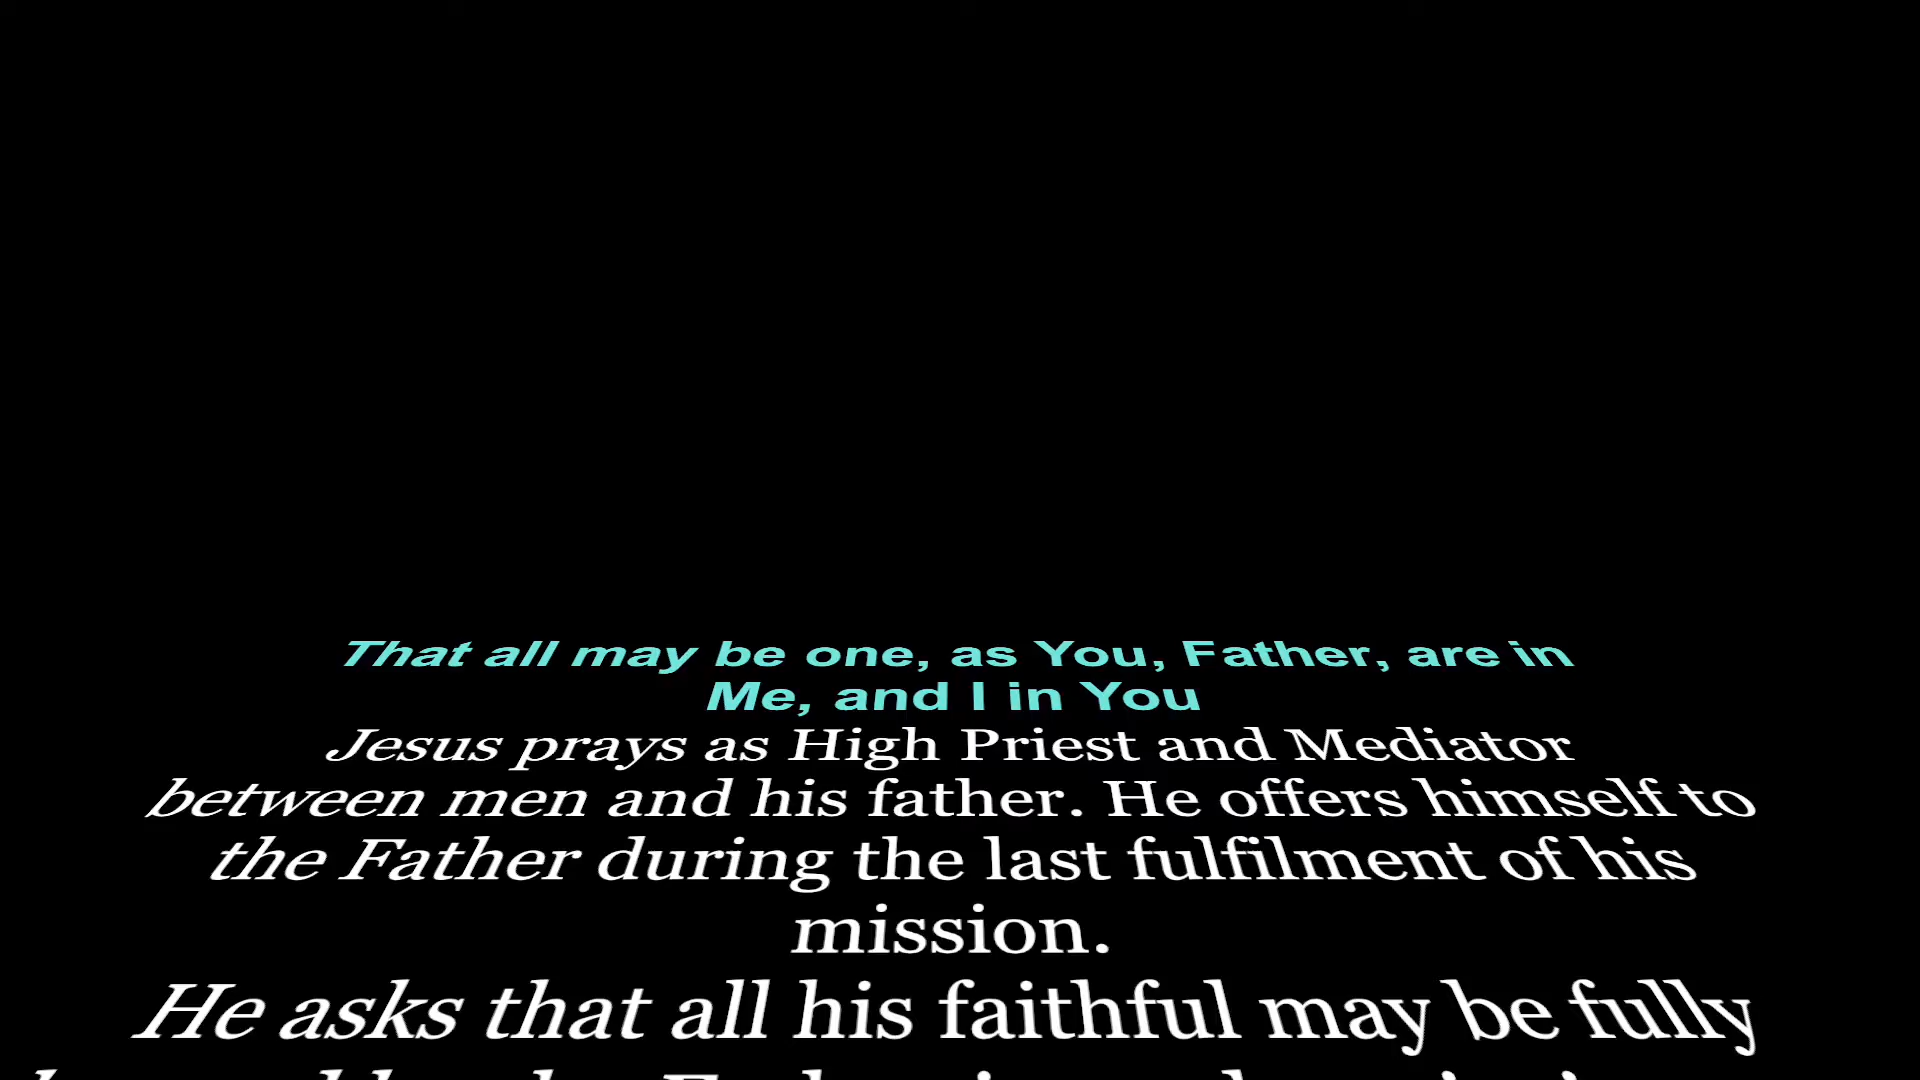 That all may be one, as You, Father, are in
Me, and I in You
Jesus prays as High Priest and Mediator
between men and his father. He offers himself to
the Father during the last fulfilment of his
mission.
He asks that all his faithful may be fully